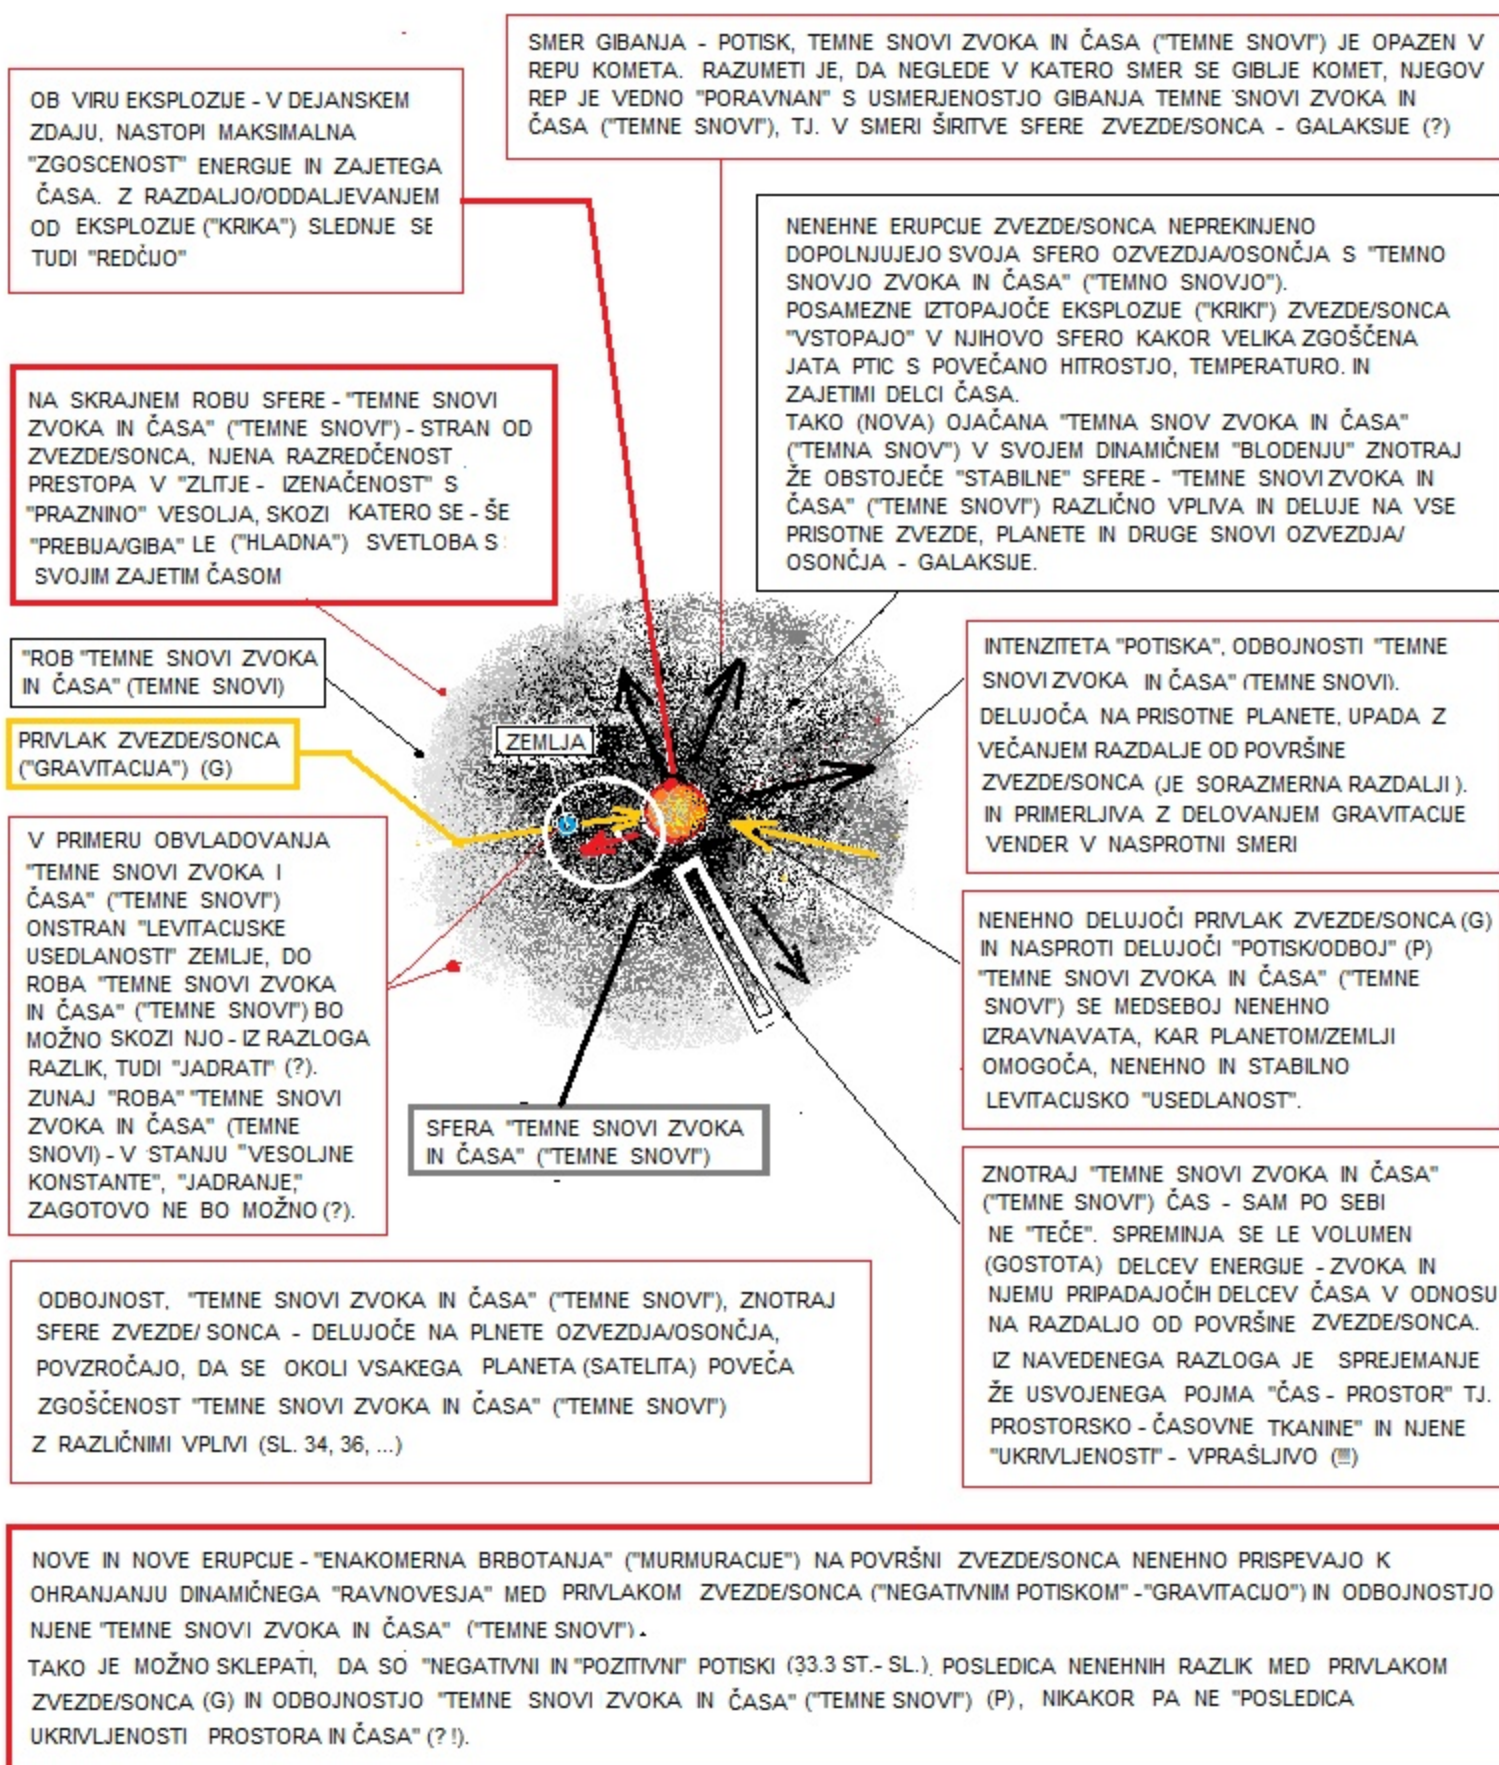 SMER GIBANJA - POTISK, TEMNE SNOVI ZVOKA IN ČASA ("TEMNE SNOVI") JE OPAZEN V
REPU KOMETA. RAZUMETI JE, DA NEGLEDE V KATERO SMER SE GIBLJE KOMET, NJEGOV
REP JE VEDNO "PORAVNAN" S USMERJENOSTJO GIBANJA TEMNE SNOVI ZVOKA IN
ČASA ("TEMNE SNOVI"), TJ. V SMERI ŠIRITVE SFERE ZVEZDE/SONCA - GALAKSIJE (?)
OB VIRU EKSPLOZIJE - V DEJANSKEM
ZDAJU, NASTOPI MAKSIMALNA
"ZGOSCENOST" ENERGIJE IN ZAJETEGA
ČASA. Z RAZDALJO/ODDALJEVANJEM
OD EKSPLOZIJE ("KRIKA") SLEDNJE SE
TUDI "REDČIJO"
NENEHNE ERUPCIJE ZVEZDE/SONCA NEPREKINJENO
DOPOLNJUJEJO SVOJA SFERO OZVEZDJA/OSONČJA S "TEMNO
SNOVJO ZVOKA IN ČASA" ("TEMNO SNOVJO").
POSAMEZNE IZTOPAJOČE EKSPLOZIJE ("KRIKI") ZVEZDE/SONCA
"VSTOPAJO" V NJIHOVO SFERO KAKOR VELIKA ZGOŠČENA
JATA PTIC S POVEČANO HITROSTJO, TEMPERATURO. IN
ZAJETIMI DELCI ČASA.
TAKO (NOVA) OJAČANA "TEMNA SNOV ZVOKA IN ČASA"
("TEMNA SNOV") V SVOJEM DINAMIČNEM "BLODENJU" ZNOTRAJ
ŽE OBSTOJEČE "STABILNE" SFERE - "TEMNE SNOVI ZVOKA IN
ČASA" ("TEMNE SNOVI") RAZLIČNO VPLIVA IN DELUJE NA VSE
PRISOTNE ZVEZDE, PLANETE IN DRUGE SNOVI OZVEZDJA/
OSONČJA - GALAKSIJE.
NA SKRAJNEM ROBU SFERE - "TEMNE SNOVI
ZVOKA IN ČASA" ("TEMNE SNOVI") - STRAN OD
ZVEZDE/SONCA, NJENA RAZREDČENOST
PRESTOPA V "ZLITJE - IZENAČENOST" S
"PRAZNINO" VESOLJA, SKOZI KATERO SE - ŠE
"PREBIJA/GIBA" LE ("HLADNA") SVETLOBA S
SVOJIM ZAJETIM ČASOM
"ROB "TEMNE SNOVI ZVOKA
IN ČASA" (TEMNE SNOVI)
PRIVLAK ZVEZDE/SONCA
("GRAVITACIJA") (G)
ZEMLJA
INTENZITETA "POTISKA", ODBOJNOSTI "TEMNE
SNOVI ZVOKA IN ČASA" (TEMNE SNOVI).
DELUJOČA NA PRISOTNE PLANETE, UPADA Z
VEČANJEM RAZDALJE OD POVRŠINE
ZVEZDE/SONCA (JE SORAZMERNA RAZDALJI ).
IN PRIMERLJIVA Z DELOVANJEM GRAVITACIJE
VENDER V NASPROTNI SMERI
V PRIMERU OBVLADOVANJA
"TEMNE SNOVI ZVOKA I
ČASA" ("TEMNE SNOVI")
ONSTRAN "LEVITACIJSKE
USEDLANOSTI" ZEMLJE, DO
ROBA "TEMNE SNOVI ZVOKA
IN ČASA" ("TEMNE SNOVI") BO
MOŽNO SKOZI NJO - IZ RAZLOGA
RAZLIK, TUDI "JADRATI" (?).
ZUNAJ "ROBA" "TEMNE SNOVI
ZVOKA IN ČASA" (TEMNE
SNOVI) - V STANJU "VESOLJNE
KONSTANTE", "JADRANJE,"
ZAGOTOVO NE BO MOŽNO (?).
NENEHNO DELUJOČI PRIVLAK ZVEZDE/SONCA (G)
IN NASPROTI DELUJOČI "POTISK/ODBOJ" (P)
"TEMNE SNOVI ZVOKA IN ČASA" ("TEMNE
SNOVI") SE MEDSEBOJ NENEHNO
IZRAVNAVATA, KAR PLANETOM/ZEMLJI
OMOGOČA, NENEHNO IN STABILNO
LEVITACIJSKO "USEDLANOST".
SFERA "TEMNE SNOVI ZVOKA
IN ČASA" ("TEMNE SNOVI")
ZNOTRAJ "TEMNE SNOVI ZVOKA IN ČASA"
("TEMNE SNOVI") ČAS - SAM PO SEBI
NE "TEČE". SPREMINJA SE LE VOLUMEN
(GOSTOTA) DELCEV ENERGIJE - ZVOKA IN
NJEMU PRIPADAJOČIH DELCEV ČASA V ODNOSU
NA RAZDALJO OD POVRŠINE ZVEZDE/SONCA.
IZ NAVEDENEGA RAZLOGA JE SPREJEMANJE
ŽE USVOJENEGA POJMA "ČAS - PROSTOR" TJ.
PROSTORSKO - ČASOVNE TKANINE" IN NJENE
"UKRIVLJENOSTI" - VPRAŠLJIVO (!!!)
ODBOJNOST, "TEMNE SNOVI ZVOKA IN ČASA" ("TEMNE SNOVI"), ZNOTRAJ
SFERE ZVEZDE/ SONCA - DELUJOČE NA PLNETE OZVEZDJA/OSONČJA,
POVZROČAJO, DA SE OKOLI VSAKEGA PLANETA (SATELITA) POVEČA
ZGOŠČENOST "TEMNE SNOVI ZVOKA IN ČASA" ("TEMNE SNOVI")
Z RAZLIČNIMI VPLIVI (SL. 34, 36, ...)
NOVE IN NOVE ERUPCIJE - "ENAKOMERNA BRBOTANJA" ("MURMURACIJE") NA POVRŠNI ZVEZDE/SONCA NENEHNO PRISPEVAJO K
OHRANJANJU DINAMIČNEGA "RAVNOVESJA" MED PRIVLAKOM ZVEZDE/SONCA ("NEGATIVNIM POTISKOM" - "GRAVITACIJO") IN ODBOJNOSTJO
NJENE "TEMNE SNOVI ZVOKA IN ČASA" ("TEMNE SNOVI").
TAKO JE MOŽNO SKLEPATI, DA SO "NEGATIVNI IN "POZITIVNI" POTISKI (33.3 ST.- SL.). POSLEDICA NENEHNIH RAZLIK MED PRIVLAKOM
ZVEZDE/SONCA (G) IN ODBOJNOSTJO "TEMNE SNOVI ZVOKA IN ČASA" ("TEMNE SNOVI") (P), NIKAKOR PA NE "POSLEDICA
UKRIVLJENOSTI PROSTORA IN ČASA" (? !).